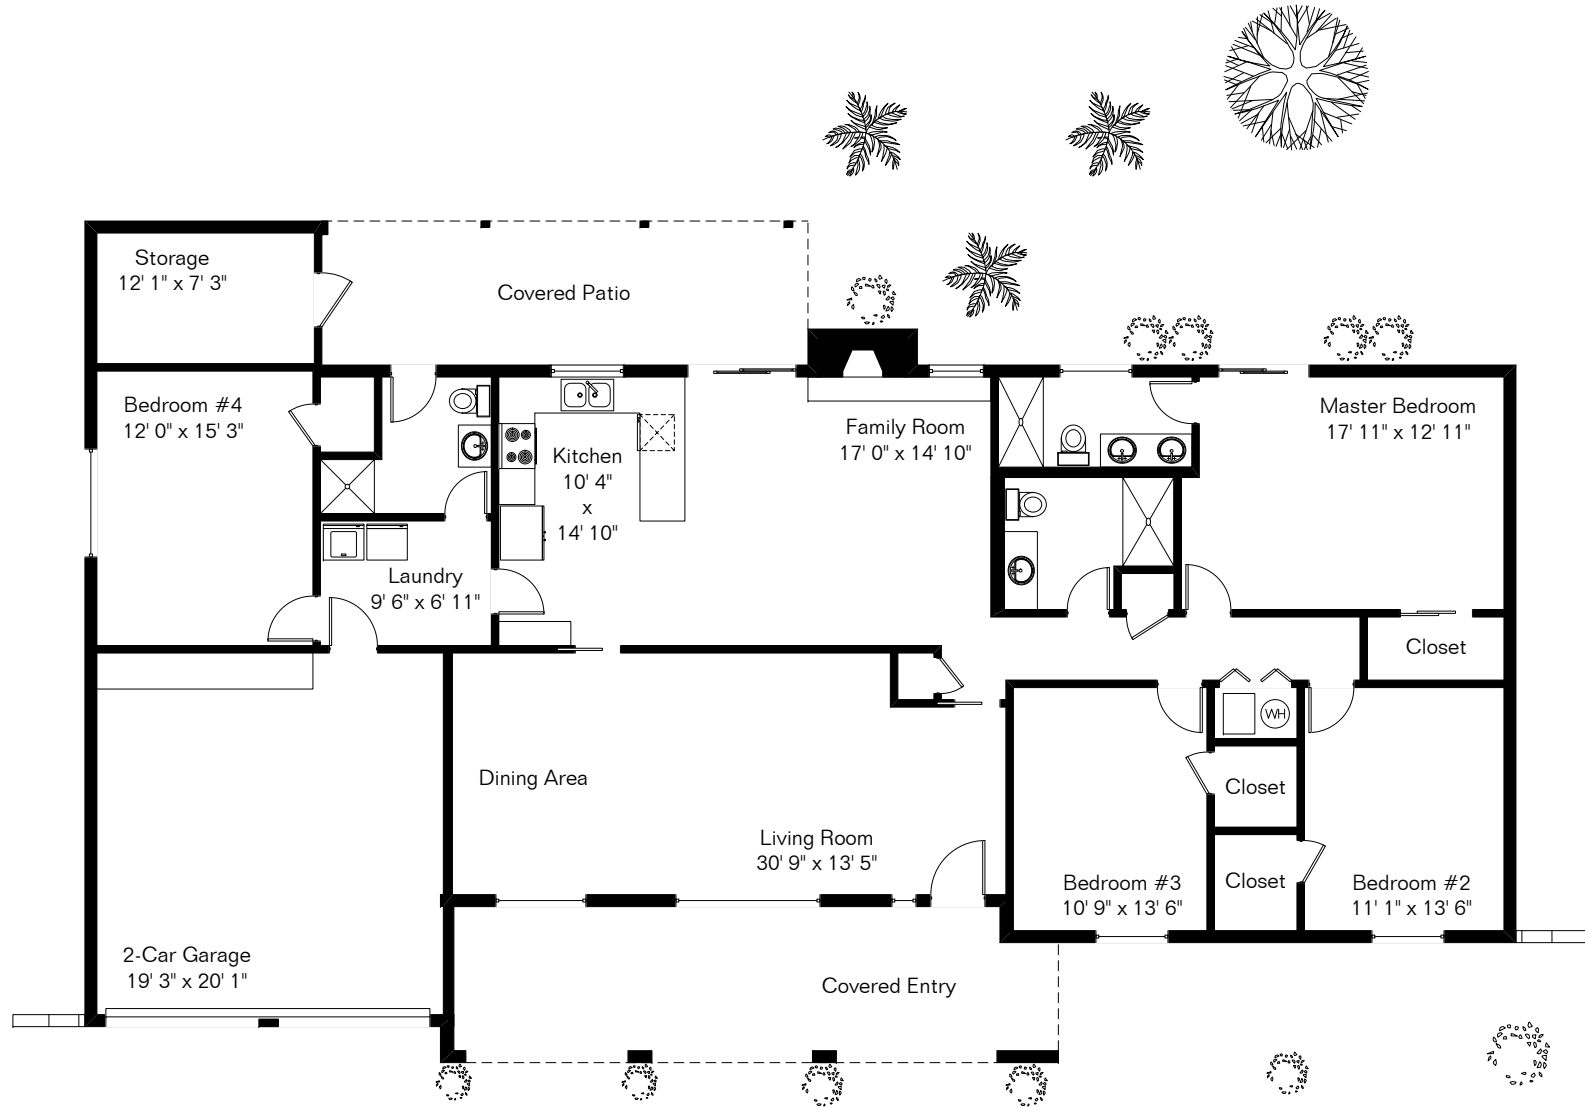 Storage
12' 1" x 7' 3"
Covered Patio
Bedroom #4
12' 0" x 15' 3"
Kitchen
10' 4"
x
14' 10"
Family Room
17' 0" x 14' 10"
Master Bedroom
17' 11" x 12' 11"
Laundry
9' 6" x 6' 11"
Closet
WH
Dining Area
Closet
Living Room
30' 9" x 13' 5"
Closet
Bedroom #3
10' 9" x 13' 6"
Bedroom #2
11' 1" x 13' 6"
2-Car Garage
19' 3" x 20' 1"
Covered Entry